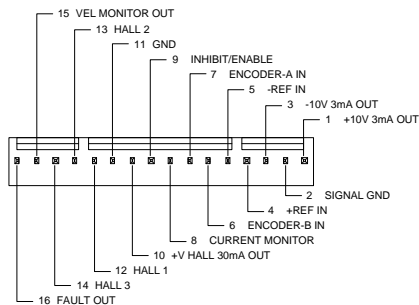 15 VEL MONITOR OUT
13 HALL 2
11 GND
9 INHIBIT/ENABLE
7 ENCODER-A IN
5 -REF IN
3 -10V 3mA OUT
1 +10V 3mA OUT
2 SIGNAL GND
4 +REF IN
6 ENCODER-B IN
8 CURRENT MONITOR
10 +V HALL 30mA OUT
12 HALL 1
14 HALL 3
16 FAULT OUT